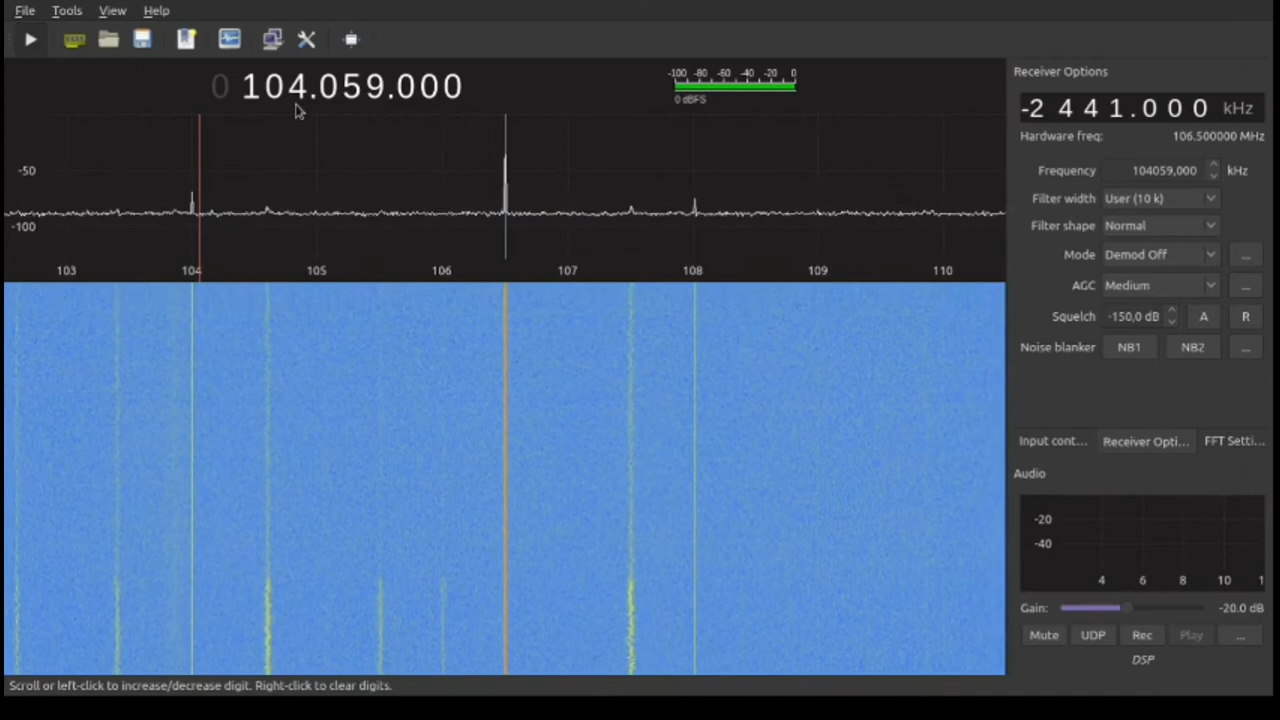 File Tools View Help
0 104.059.000
-100 -80 -60 -40 -20 0
0 dBFS
-50
-100
103 104 105 106 107 108 109 110
Receiver Options
-2 441.000 kHz
Hardware freq: 106.500000 MHz
Frequency 104059,000 kHz
Filter width User (10 k)
Filter shape Normal
Mode Demod Off ...
AGC Medium ...
Squelch -150,0 dB A R
Noise blanker NB1 NB2 ...
Input cont... Receiver Opti... FFT Setti...
Audio
-20
-40
4 6 8 10 1
Gain: -20.0 dB
Mute UDP Rec Play ...
DSP
Scroll or left-click to increase/decrease digit. Right-click to clear digits.